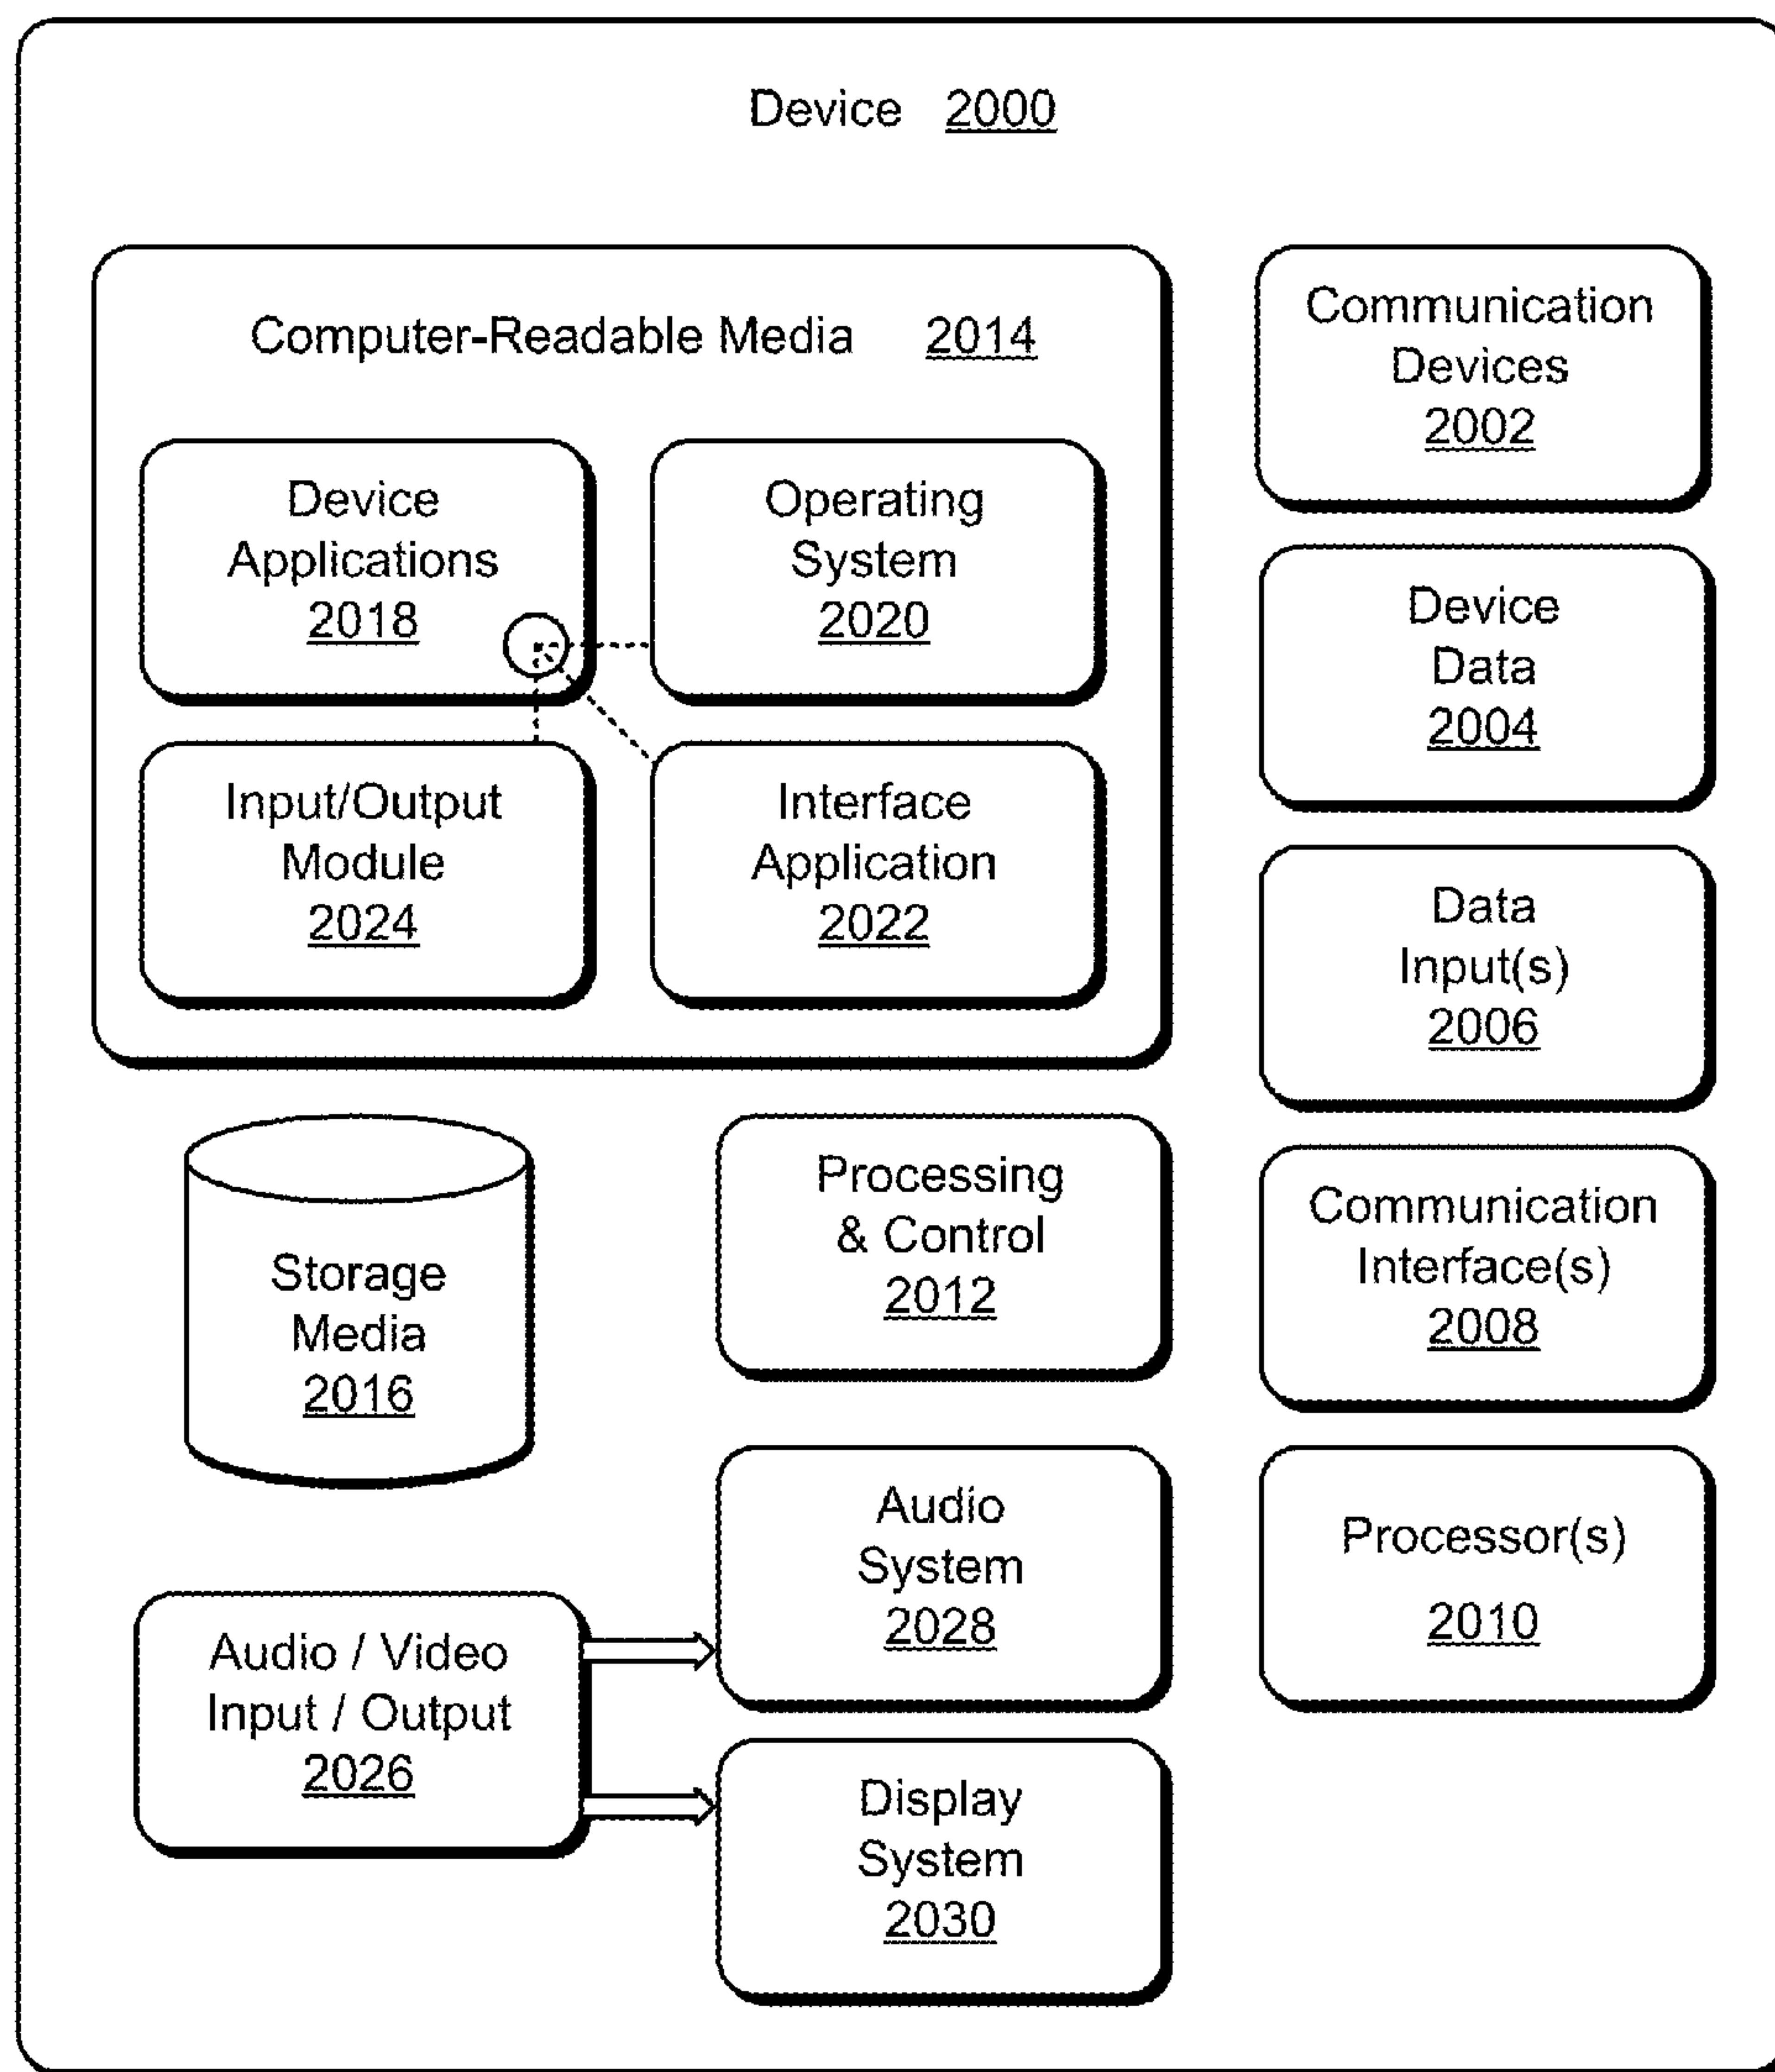 Device 2000
Computer-Readable Media 2014
Device
Applications
2018
Operating
System
2020
Input/Output
Module
2024
Interface
Application
2022
Communication
Devices
2002
Device
Data
2004
Data
Input(s)
2006
Communication
Interface(s)
2008
Processor(s)
2010
Storage
Media
2016
Processing
& Control
2012
Audio / Video
Input / Output
2026
Audio
System
2028
Display
System
2030